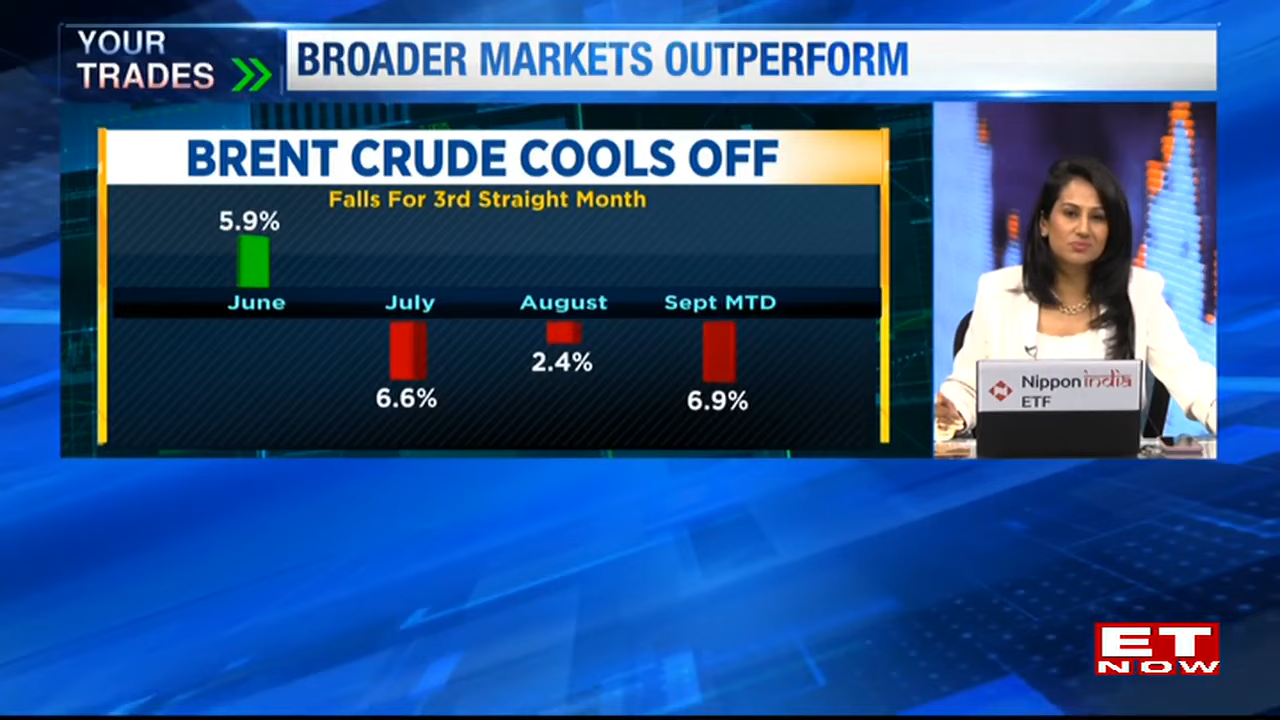 YOUR
TRADES
BROADER MARKETS OUTPERFORM
BRENT CRUDE COOLS OFF
Falls For 3rd Straight Month
5.9%
June
July
August
Sept MTD
6.6%
2.4%
6.9%
Nippon india
ETF
ET
NOW